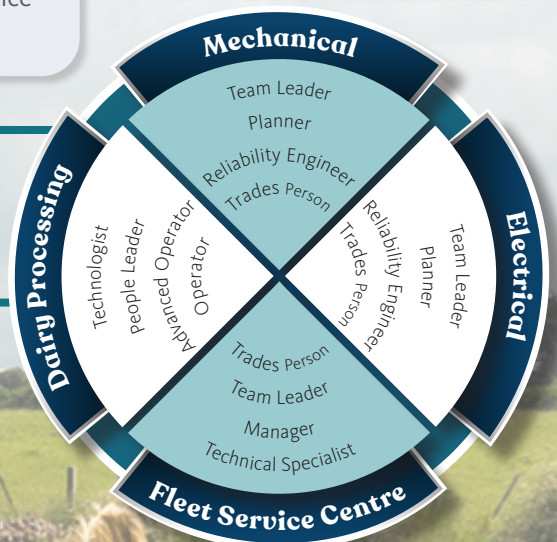 Mechanical
Team Leader
Planner
Reliability Engineer
Trades Person
Electrical
Team Leader
Planner
Reliability Engineer
Trades Person
Fleet Service Centre
Trades Person
Team Leader
Manager
Technical Specialist
Dairy Processing
Technologist
People Leader
Advanced Operator
Operator